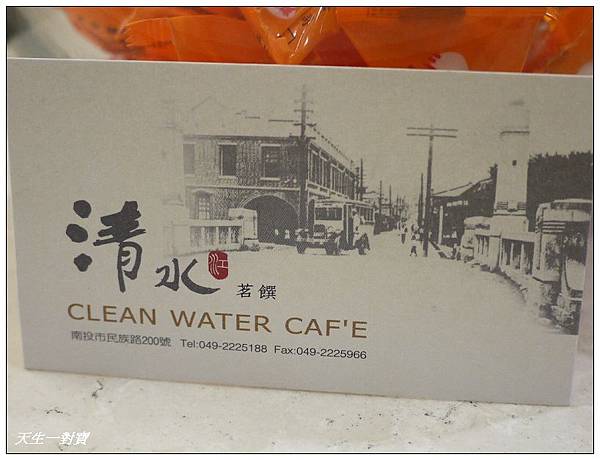 清水
江
茗饌
CLEAN WATER CAF'E
南投市民族路200號 Tel:049-2225188 Fax:049-2225966
天生一對寶